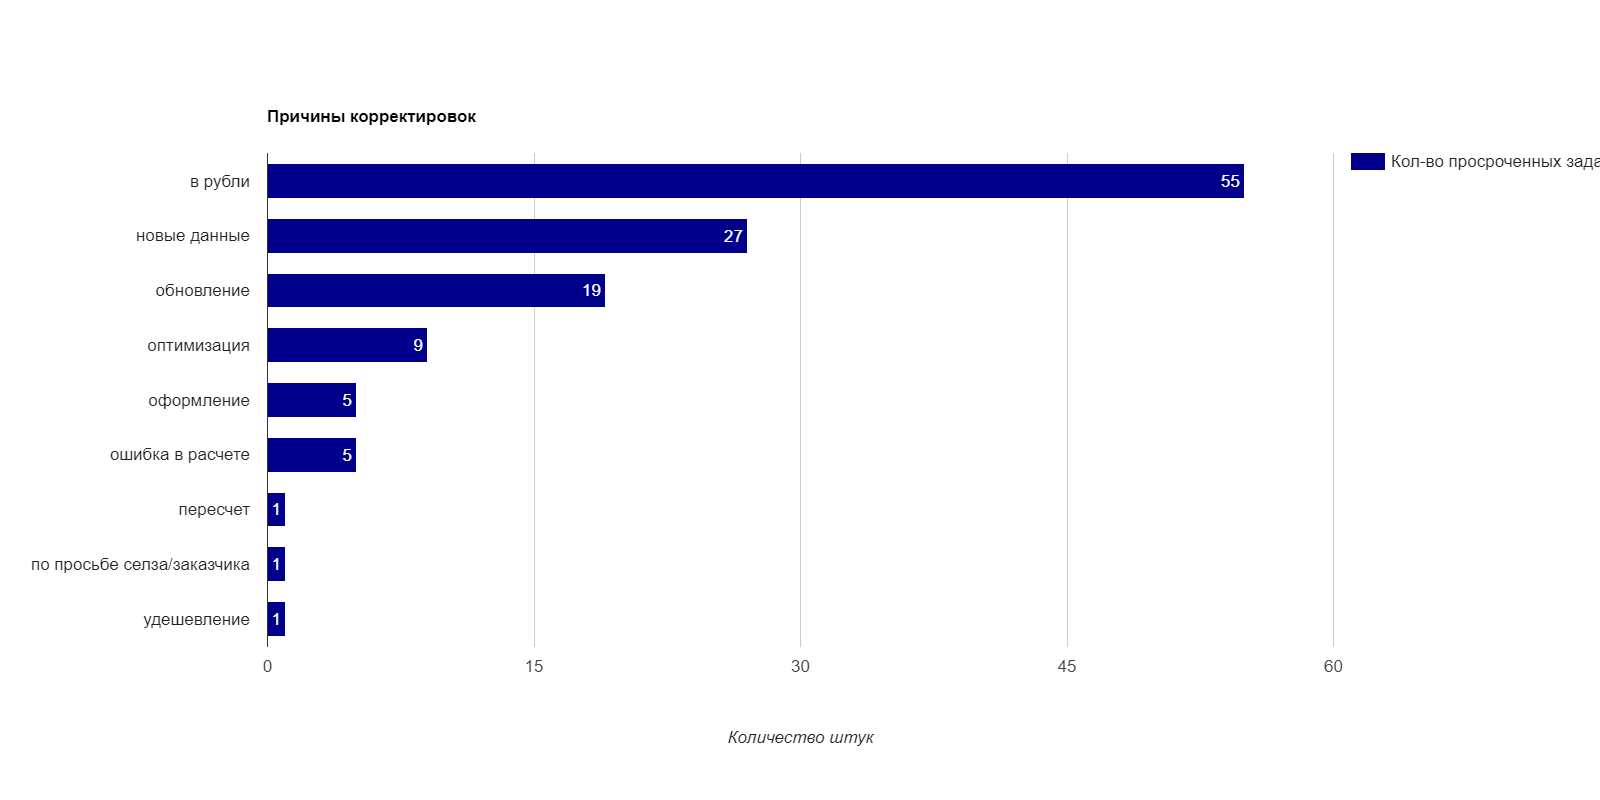 Причины корректировок
Кол-во просроченных
в рубли
55
новые данные
27
обновление
19
оптимизация
9
оформление
5
ошибка в расчете
5
пересчет
1
по просьбе селза/заказчика
1
удешевление
1
0 15 30 45 60
Количество штук